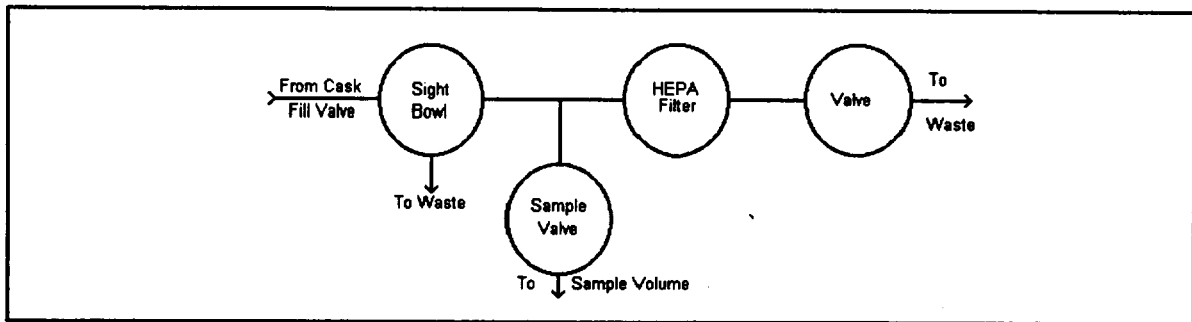 From Cask
Fill Valve
Sight
Bowl
To Waste
Sample
Valve
To Sample Volume
HEPA
Filter
Valve
To
Waste